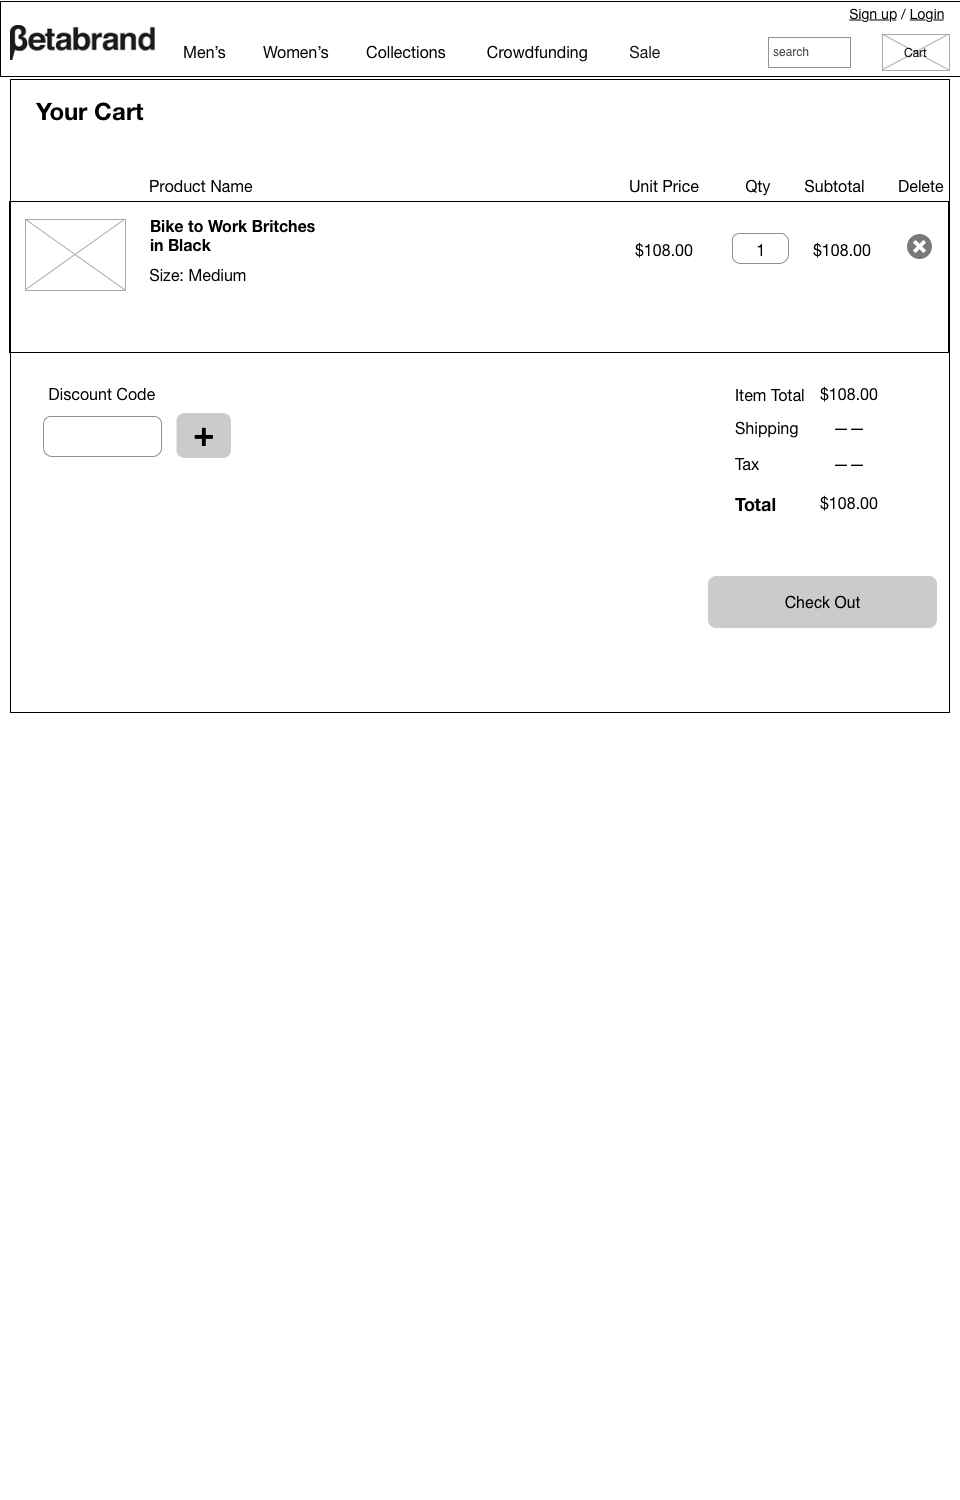 Sign up / Login
βetabrand
Men’s Women’s Collections Crowdfunding Sale search Cart
Your Cart
Product Name Unit Price Qty Subtotal Delete
Bike to Work Britches
in Black
$108.00 1 $108.00
Size: Medium
Discount Code
+
Item Total $108.00
Shipping — —
Tax — —
Total $108.00
Check Out